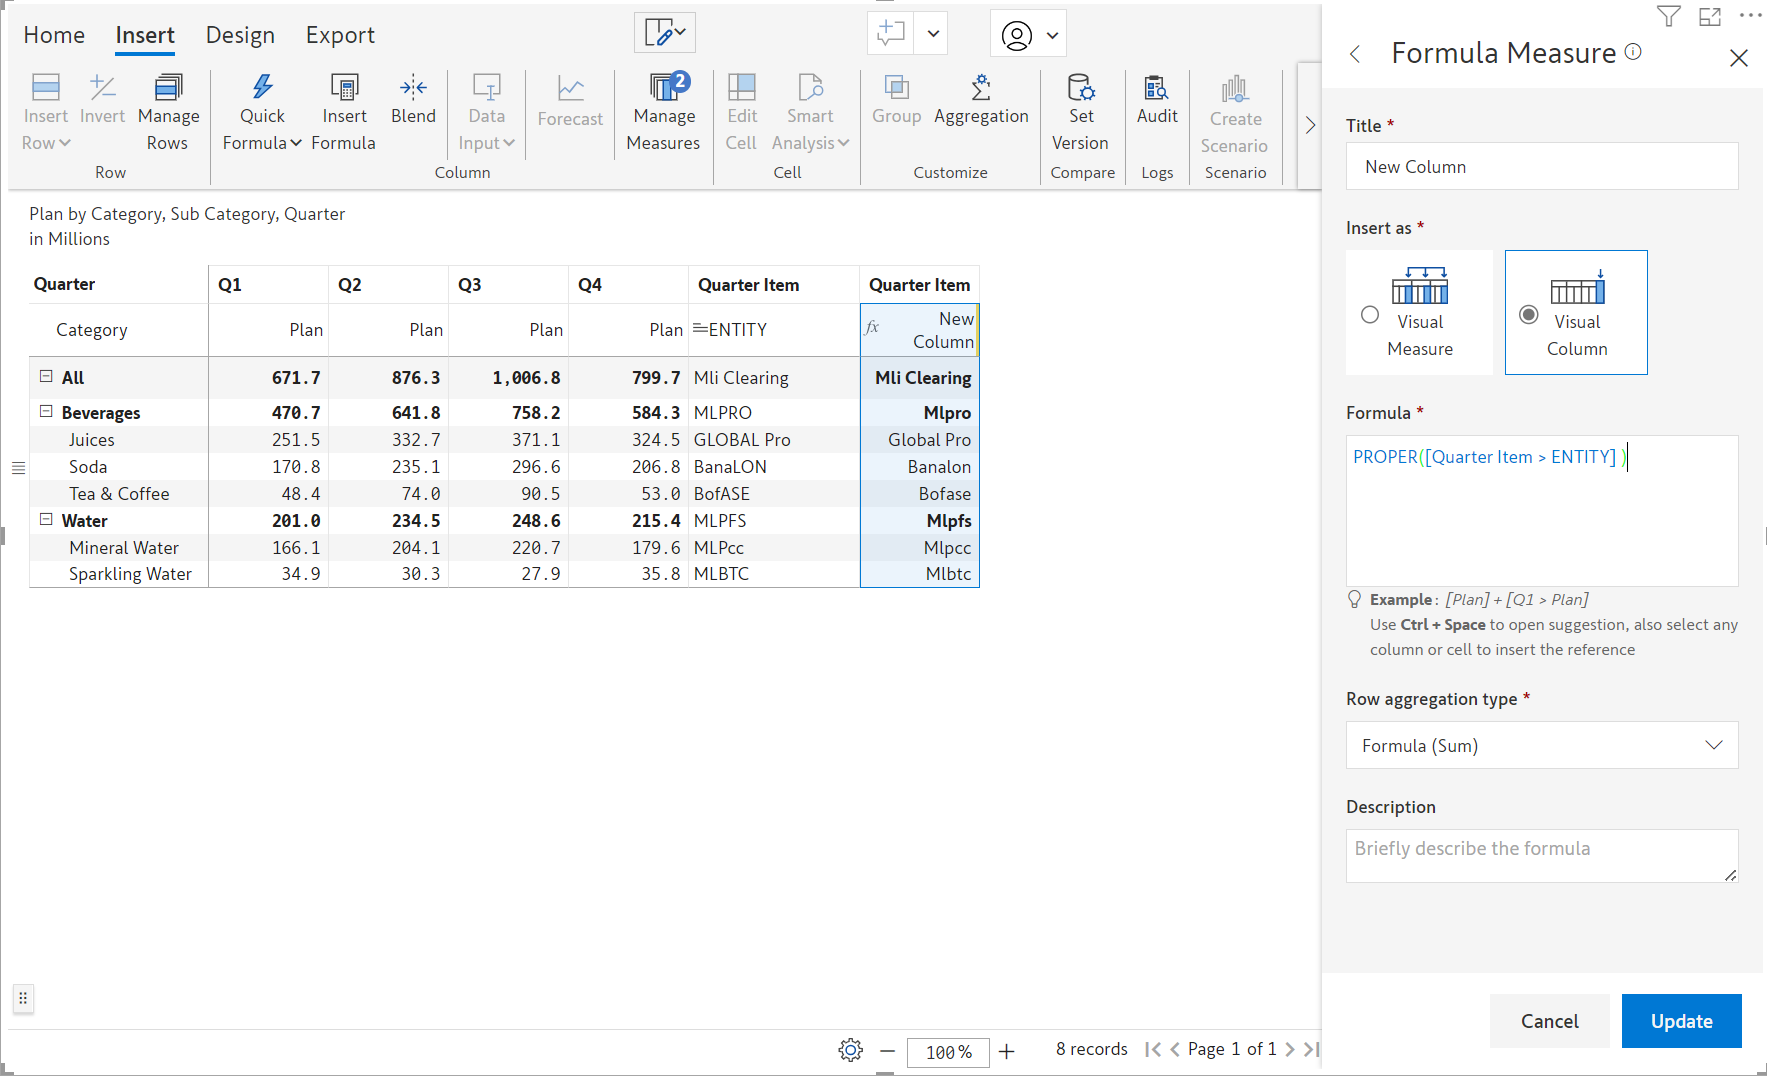 Home Insert Design Export
Insert Row
Invert
Manage Rows
Row
Quick Formula
Insert Formula
Blend
Data Input
Forecast
Manage Measures
2
Column
Edit Cell
Smart Analysis
Cell
Group
Aggregation
Customize
Set Version
Compare
Audit
Logs
Create Scenario
Scenario
Plan by Category, Sub Category, Quarter
in Millions
Quarter Q1 Q2 Q3 Q4 Quarter Item Quarter Item
Category Plan Plan Plan Plan ENTITY fx New Column
All 671.7 876.3 1,006.8 799.7 Mli Clearing Mli Clearing
Beverages 470.7 641.8 758.2 584.3 MLPRO Mlpro
Juices 251.5 332.7 371.1 324.5 GLOBAL Pro Global Pro
Soda 170.8 235.1 296.6 206.8 BanaLON Banalon
Tea & Coffee 48.4 74.0 90.5 53.0 BofASE Bofase
Water 201.0 234.5 248.6 215.4 MLPFS Mlpfs
Mineral Water 166.1 204.1 220.7 179.6 MLPcc Mlpcc
Sparkling Water 34.9 30.3 27.9 35.8 MLBTC Mlbtc
100%
8 records
Page 1 of 1
Formula Measure
Title *
New Column
Insert as *
Visual Measure
Visual Column
Formula *
PROPER([Quarter Item > ENTITY] )
Example: [Plan] + [Q1 > Plan]
Use Ctrl + Space to open suggestion, also select any
column or cell to insert the reference
Row aggregation type *
Formula (Sum)
Description
Briefly describe the formula
Cancel Update